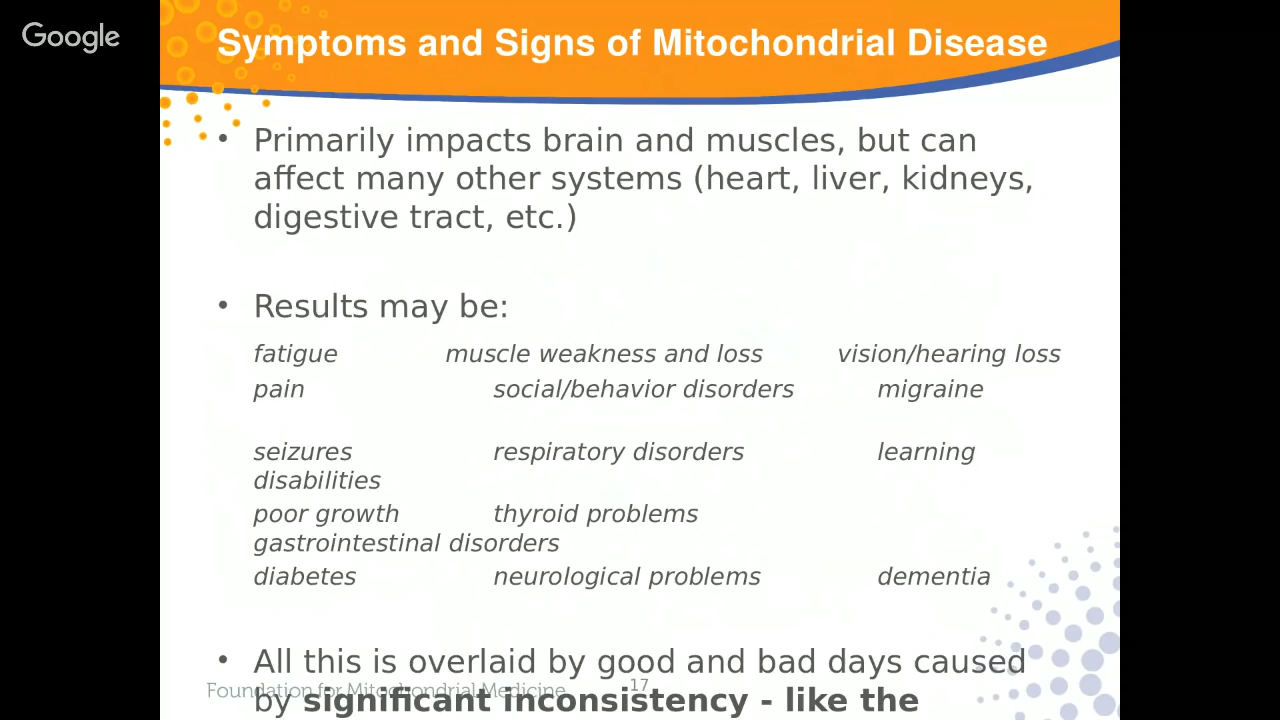 Google
Symptoms and Signs of Mitochondrial Disease
• Primarily impacts brain and muscles, but can
affect many other systems (heart, liver, kidneys,
digestive tract, etc.)
• Results may be:
fatigue muscle weakness and loss vision/hearing loss
pain social/behavior disorders migraine
seizures respiratory disorders learning
disabilities
poor growth thyroid problems
gastrointestinal disorders
diabetes neurological problems dementia
• All this is overlaid by good and bad days caused
by significant inconsistency - like the
Foundation for Mitochondrial Medicine 17